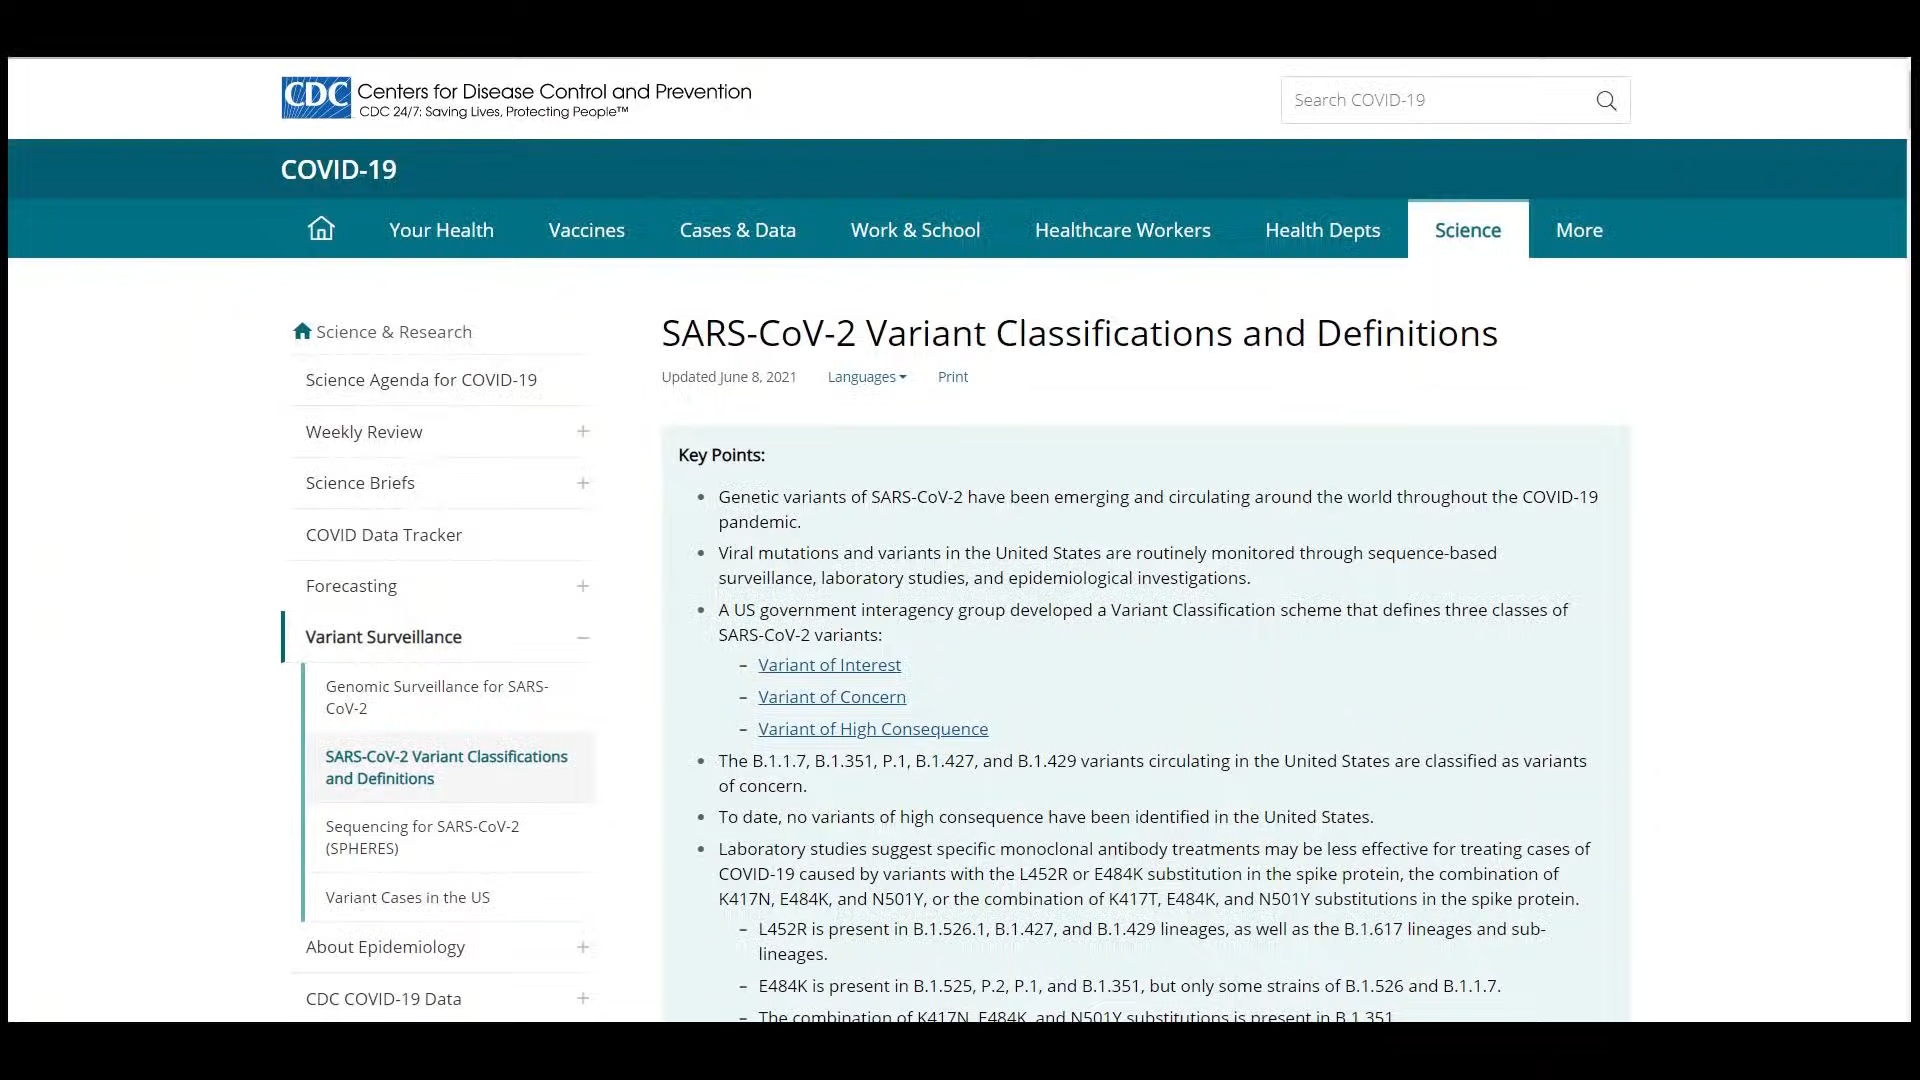 CDC Centers for Disease Control and Prevention
CDC 24/7: Saving Lives, Protecting People™
Search COVID-19
COVID-19
Your Health Vaccines Cases & Data Work & School Healthcare Workers Health Depts Science More
Science & Research
Science Agenda for COVID-19
Weekly Review
Science Briefs
COVID Data Tracker
Forecasting
Variant Surveillance
Genomic Surveillance for SARS-
CoV-2
SARS-CoV-2 Variant Classifications
and Definitions
Sequencing for SARS-CoV-2
(SPHERES)
Variant Cases in the US
About Epidemiology
CDC COVID-19 Data
SARS-CoV-2 Variant Classifications and Definitions
Updated June 8, 2021 Languages Print
Key Points:
• Genetic variants of SARS-CoV-2 have been emerging and circulating around the world throughout the COVID-19
pandemic.
• Viral mutations and variants in the United States are routinely monitored through sequence-based
surveillance, laboratory studies, and epidemiological investigations.
• A US government interagency group developed a Variant Classification scheme that defines three classes of
SARS-CoV-2 variants:
– Variant of Interest
– Variant of Concern
– Variant of High Consequence
• The B.1.1.7, B.1.351, P.1, B.1.427, and B.1.429 variants circulating in the United States are classified as variants
of concern.
• To date, no variants of high consequence have been identified in the United States.
• Laboratory studies suggest specific monoclonal antibody treatments may be less effective for treating cases of
COVID-19 caused by variants with the L452R or E484K substitution in the spike protein, the combination of
K417N, E484K, and N501Y, or the combination of K417T, E484K, and N501Y substitutions in the spike protein.
– L452R is present in B.1.526.1, B.1.427, and B.1.429 lineages, as well as the B.1.617 lineages and sub-
lineages.
– E484K is present in B.1.525, P.2, P.1, and B.1.351, but only some strains of B.1.526 and B.1.1.7.
– The combination of K417N, E484K, and N501Y substitutions is present in B.1.351.